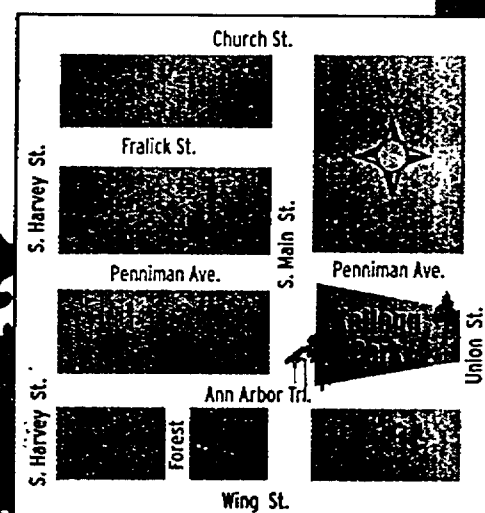 Church St.
Fralick St.
S. Harvey St.
S. Main St.
Penniman Ave.
Penniman Ave.
Union St.
Ann Arbor Trl.
S. Harvey St.
Forest
Wing St.